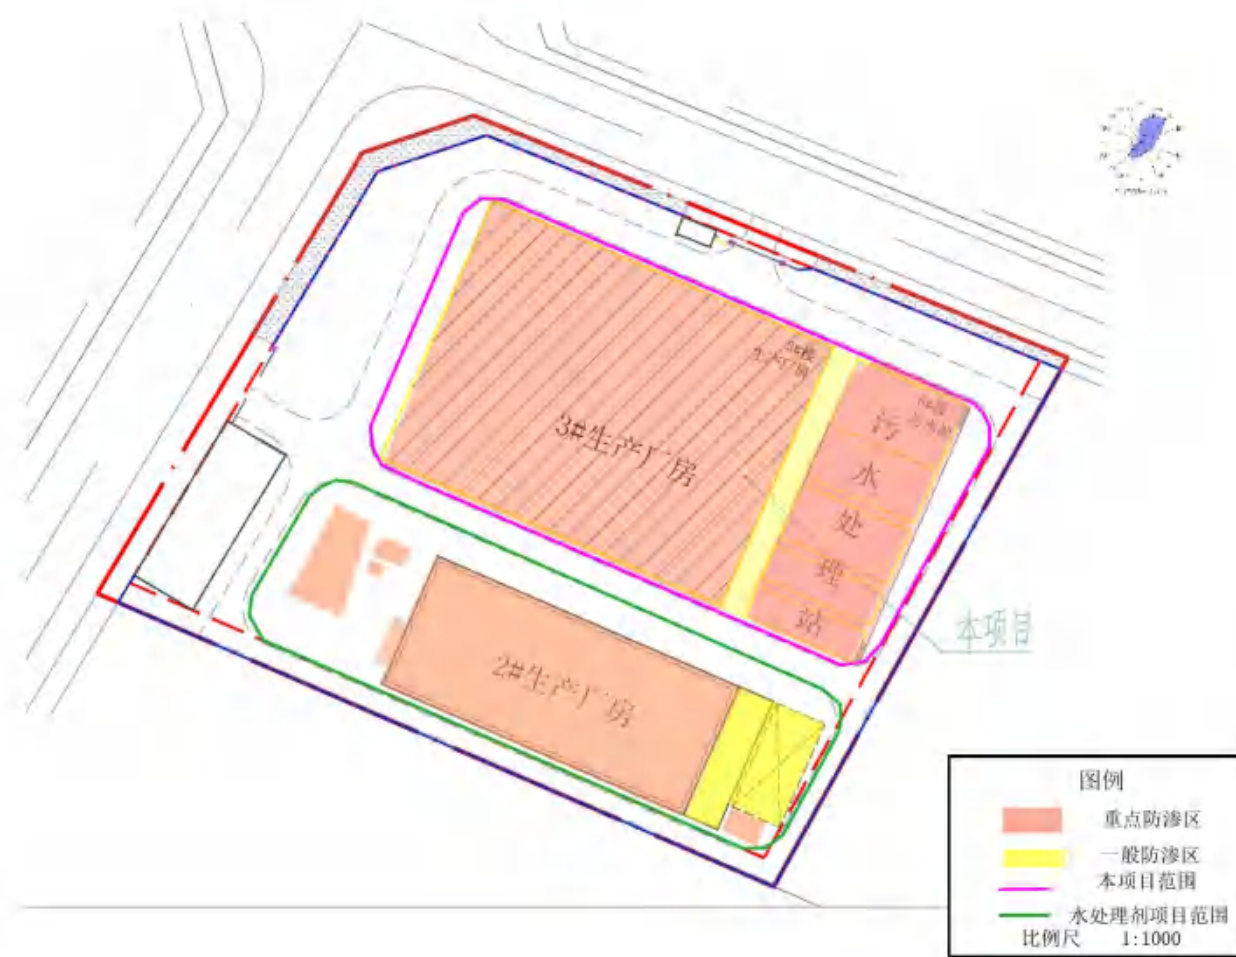 3#生产厂房
污水处理站
本项目
2#生产厂房
图例
重点防渗区
一般防渗区
本项目范围
水处理剂项目范围
比例尺 1:1000